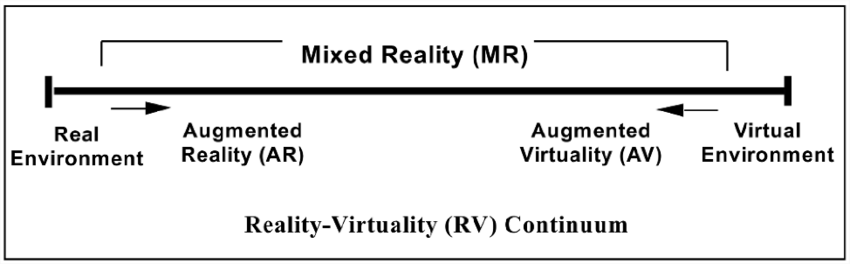 Mixed Reality (MR)
Real
Environment
Augmented
Reality (AR)
Augmented
Virtuality (AV)
Virtual
Environment
Reality-Virtuality (RV) Continuum